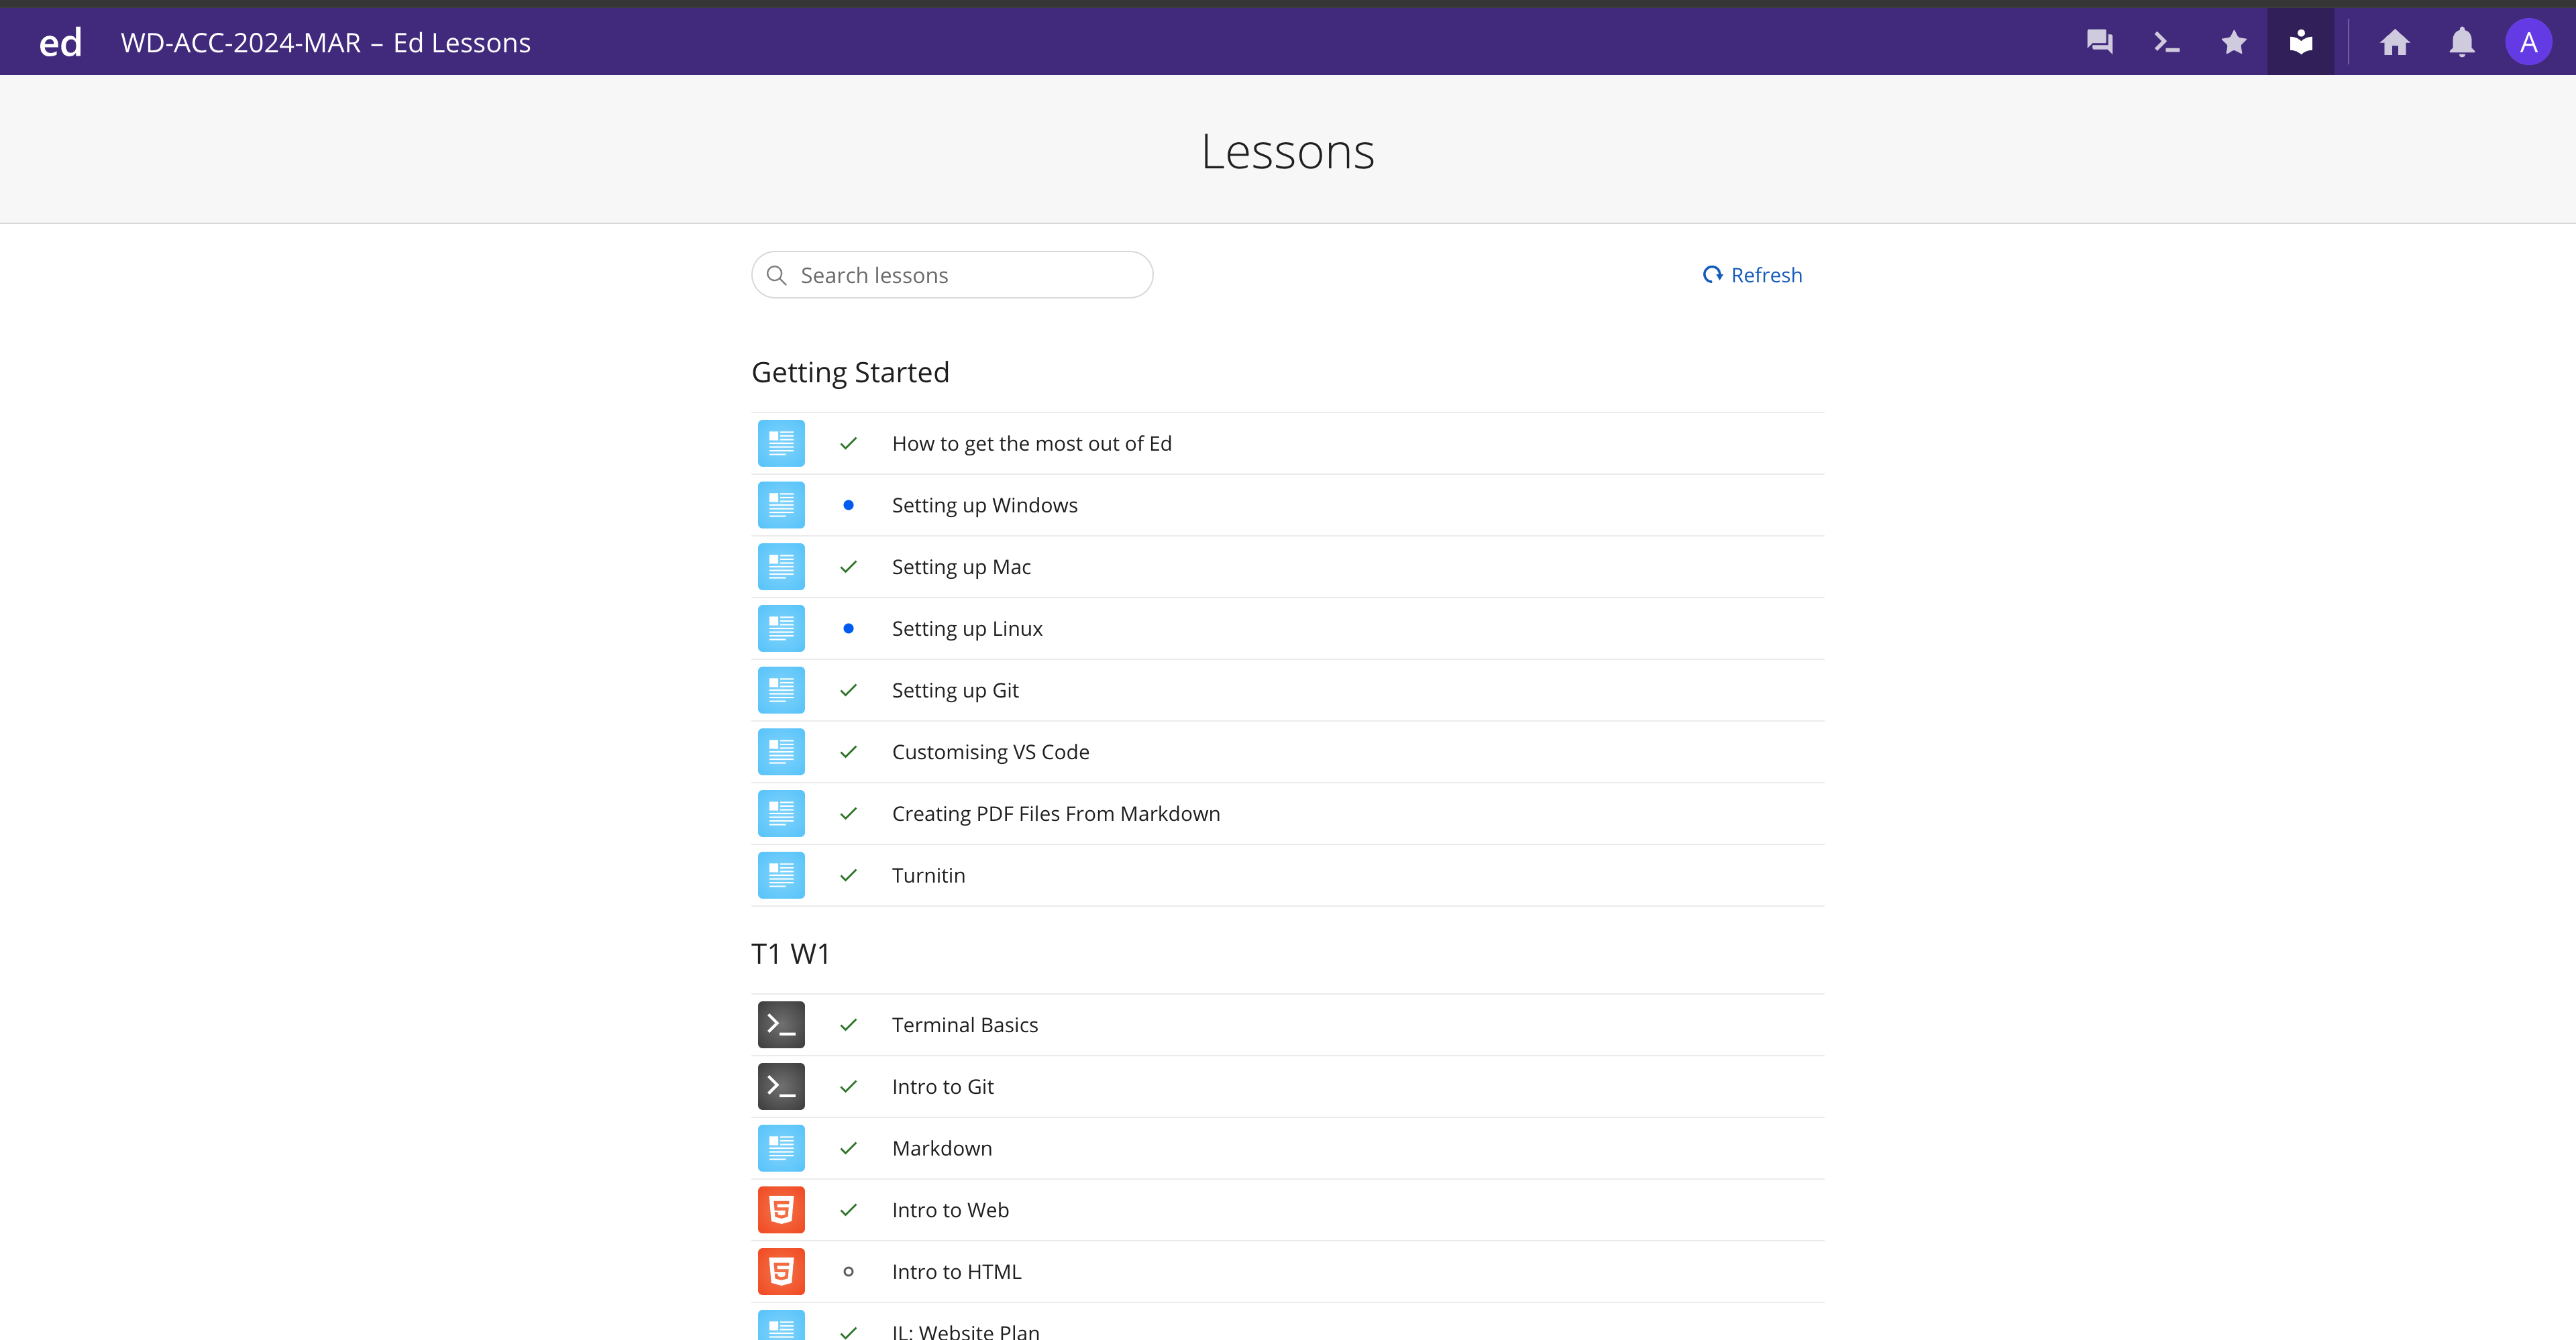 ed WD-ACC-2024-MAR – Ed Lessons A
Lessons
Search lessons Refresh
Getting Started
How to get the most out of Ed
Setting up Windows
Setting up Mac
Setting up Linux
Setting up Git
Customising VS Code
Creating PDF Files From Markdown
Turnitin
T1 W1
Terminal Basics
Intro to Git
Markdown
Intro to Web
Intro to HTML
IL: Website Plan